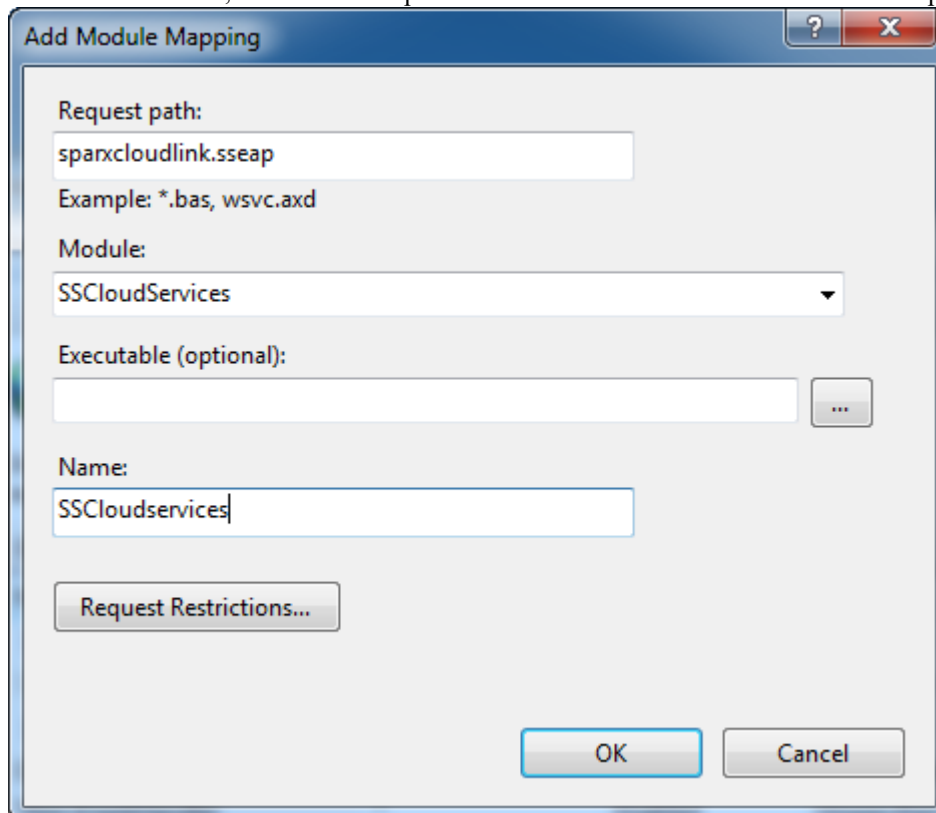 Add Module Mapping
?
X
Request path:
sparxcloudlink.sseap
Example: *.bas, wsvc.axd
Module:
SSCloudServices
Executable (optional):
...
Name:
SSCloudservices
Request Restrictions...
OK
Cancel